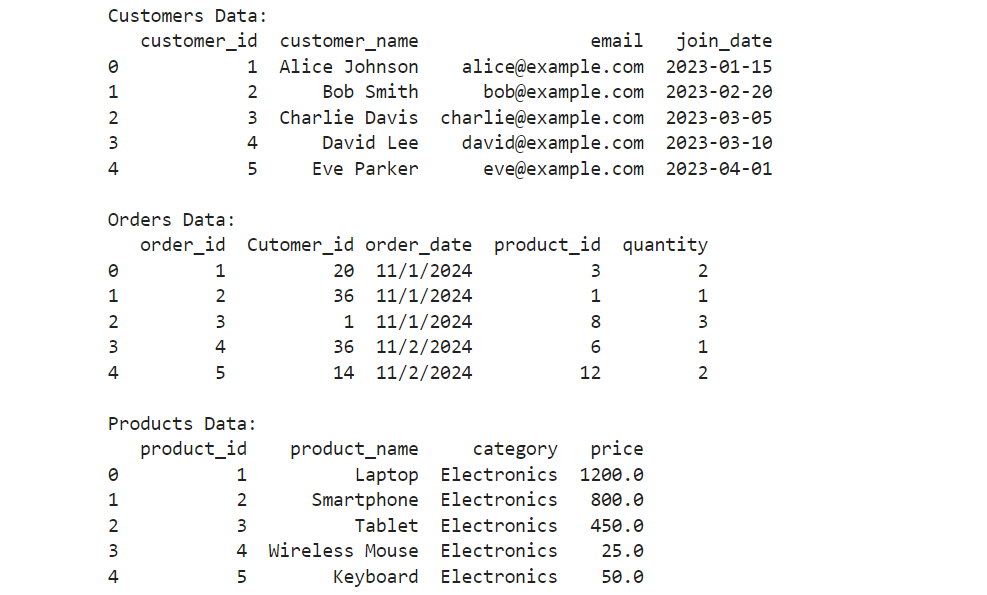 Customers Data:
customer_id customer_name email join_date
0 1 Alice Johnson alice@example.com 2023-01-15
1 2 Bob Smith bob@example.com 2023-02-20
2 3 Charlie Davis charlie@example.com 2023-03-05
3 4 David Lee david@example.com 2023-03-10
4 5 Eve Parker eve@example.com 2023-04-01
Orders Data:
order_id Cutomer_id order_date product_id quantity
0 1 20 11/1/2024 3 2
1 2 36 11/1/2024 1 1
2 3 1 11/1/2024 8 3
3 4 36 11/2/2024 6 1
4 5 14 11/2/2024 12 2
Products Data:
product_id product_name category price
0 1 Laptop Electronics 1200.0
1 2 Smartphone Electronics 800.0
2 3 Tablet Electronics 450.0
3 4 Wireless Mouse Electronics 25.0
4 5 Keyboard Electronics 50.0